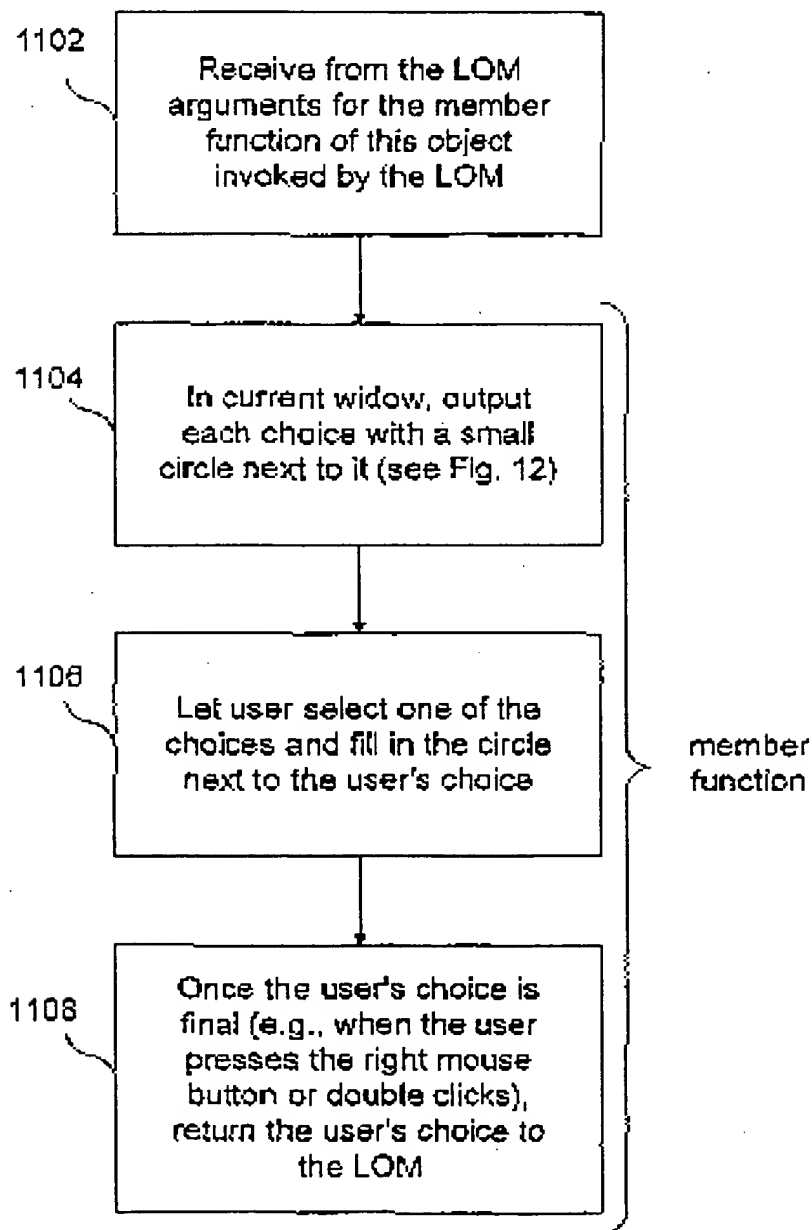 1102
Receive from the LOM
arguments for the member
function of this object
invoked by the LOM
1104
In current widow, output
each choice with a small
circle next to it (see Fig. 12)
1106
Let user select one of the
choices and fill in the circle
next to the user's choice
member
function
1108
Once the user's choice is
final (e.g., when the user
presses the right mouse
button or double clicks),
return the user's choice to
the LOM